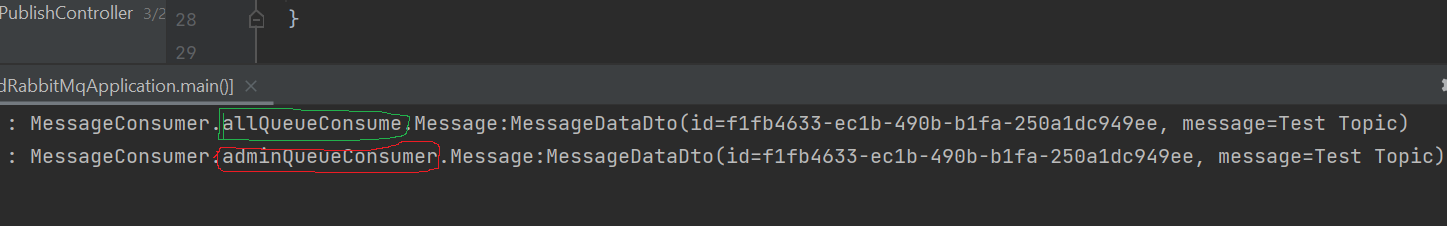 PublishController 3/2
28 }
29
dRabbitMqApplication.main()] ×
: MessageConsumer.allQueueConsume.Message:MessageDataDto(id=f1fb4633-ec1b-490b-b1fa-250a1dc949ee, message=Test Topic)
: MessageConsumer.adminQueueConsumer.Message:MessageDataDto(id=f1fb4633-ec1b-490b-b1fa-250a1dc949ee, message=Test Topic)